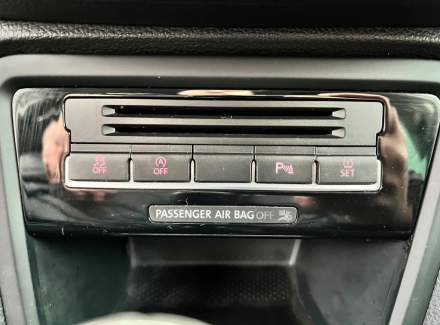 OFF
A
OFF
P
SET
PASSENGER AIR BAG OFF